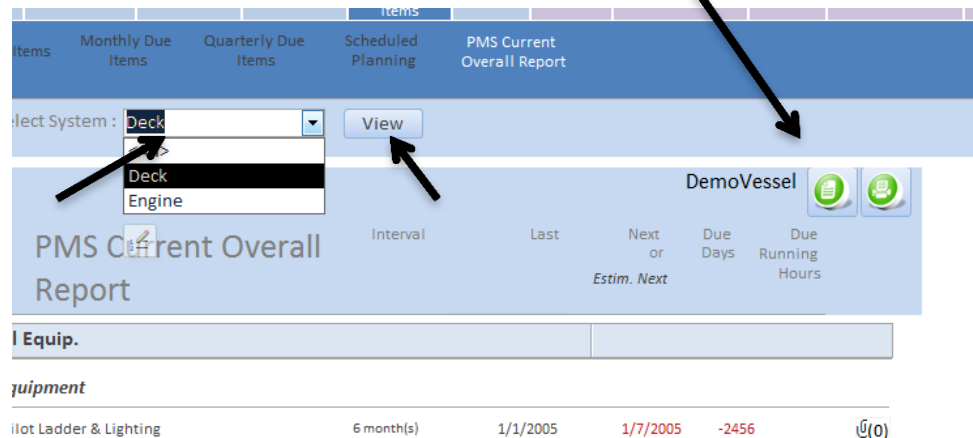 Items
Items Monthly Due Quarterly Due Scheduled PMS Current
Items Items Planning Overall Report
elect System : Deck View
Deck
Engine
DemoVessel
PMS Current Overall
Report
Interval Last Next Due Due
or Days Running
Estim. Next Hours
l Equip.
quipment
ilot Ladder & Lighting 6 month(s) 1/1/2005 1/7/2005 -2456 (0)